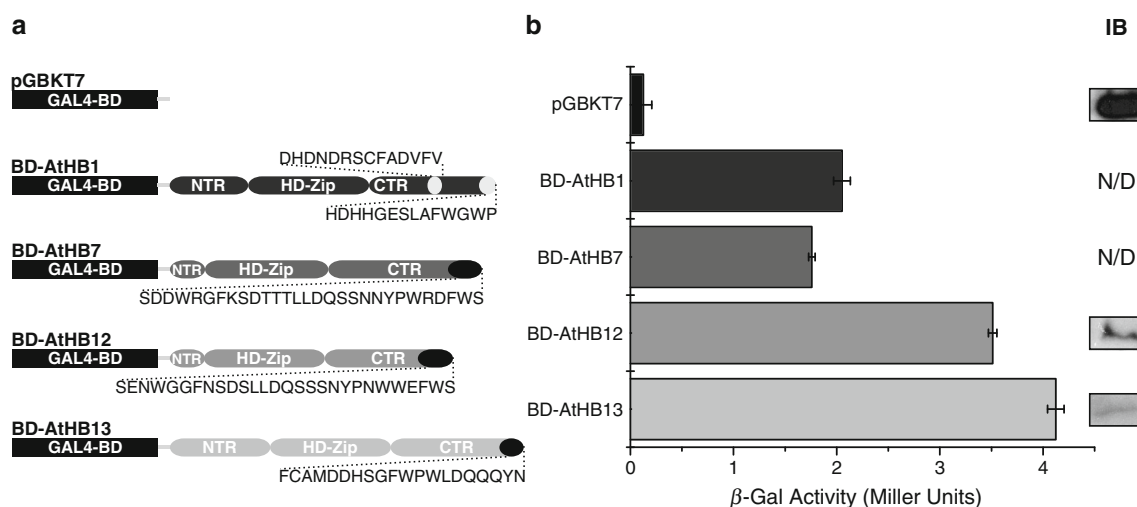 a
pGBKT7
GAL4-BD
BD-AtHB1
DHDNDRSCFADVFV
GAL4-BD NTR HD-Zip CTR
HDHHGESLAFWGWP
BD-AtHB7
GAL4-BD NTR HD-Zip CTR
SDDWRGFKSDTTTLLDQSSNNYPWRDFWS
BD-AtHB12
GAL4-BD NTR HD-Zip CTR
SENWGGFNSDSLLDQSSSNYPNWWEFWS
BD-AtHB13
GAL4-BD NTR HD-Zip CTR
FCAMDDHSGFWPWLDQQQYN
b
IB
pGBKT7
BD-AtHB1 N/D
BD-AtHB7 N/D
BD-AtHB12
BD-AtHB13
0 1 2 3 4
β-Gal Activity (Miller Units)